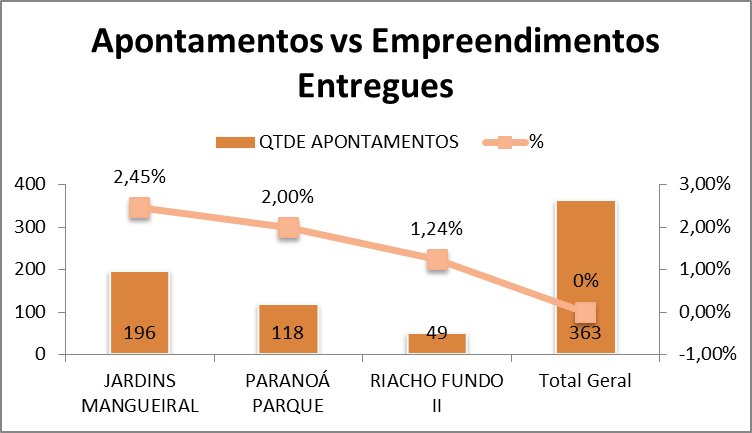 Apontamentos vs Empreendimentos
Entregues
QTDE APONTAMENTOS %
400
300
200
100
0
2,45%
2,00%
1,24%
0%
196
118
49
363
3,00%
2,00%
1,00%
0,00%
-1,00%
JARDINS
MANGUEIRAL
PARANOÁ
PARQUE
RIACHO FUNDO
II
Total Geral